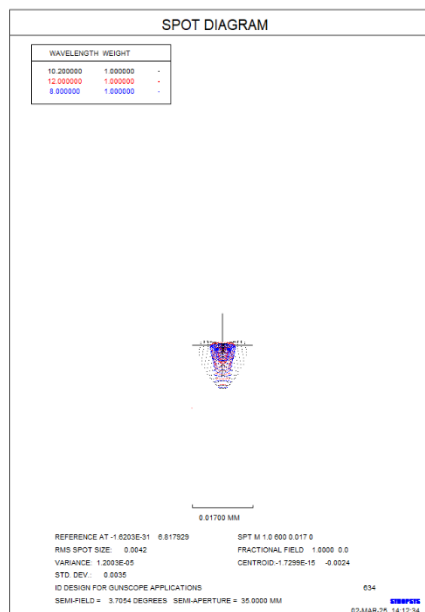 SPOT DIAGRAM
WAVELENGTH WEIGHT
10.200000 1.000000 -
12.000000 1.000000 -
8.000000 1.000000 -
0.01700 MM
REFERENCE AT -1.6203E-31 6.817929 SPT M 1.0 600 0.017 0
RMS SPOT SIZE: 0.0042 FRACTIONAL FIELD 1.0000 0.0
VARIANCE: 1.2003E-05 CENTROID:-1.7299E-15 -0.0024
STD. DEV.: 0.0035
ID DESIGN FOR GUNSCOPE APPLICATIONS 634
SEMI-FIELD = 3.7054 DEGREES SEMI-APERTURE = 35.0000 MM SYNOPSYS
02-MAR-25 14:12:34